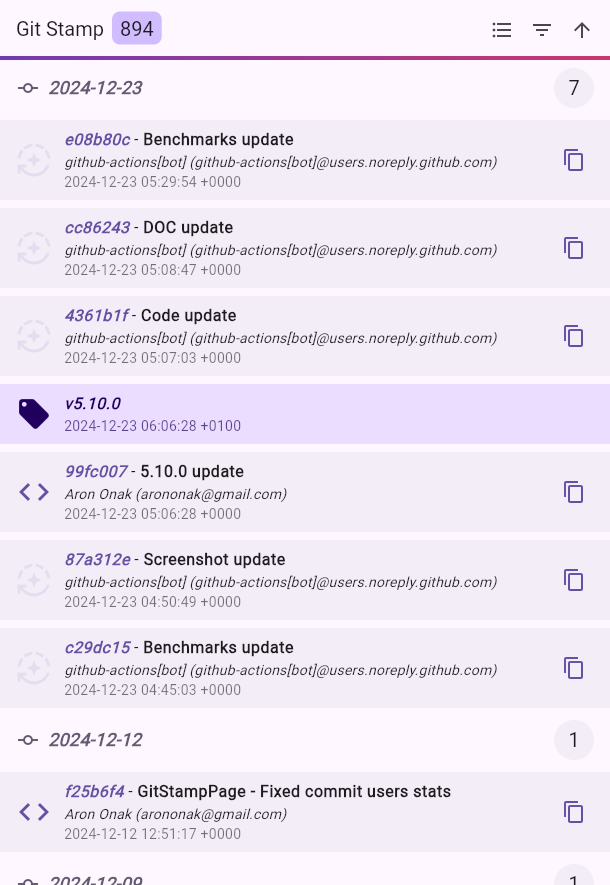 Git Stamp 894
2024-12-23 7
e08b80c - Benchmarks update
github-actions[bot] (github-actions[bot]@users.noreply.github.com)
2024-12-23 05:29:54 +0000
cc86243 - DOC update
github-actions[bot] (github-actions[bot]@users.noreply.github.com)
2024-12-23 05:08:47 +0000
4361b1f - Code update
github-actions[bot] (github-actions[bot]@users.noreply.github.com)
2024-12-23 05:07:03 +0000
v5.10.0
2024-12-23 06:06:28 +0100
99fc007 - 5.10.0 update
Aron Onak (arononak@gmail.com)
2024-12-23 05:06:28 +0000
87a312e - Screenshot update
github-actions[bot] (github-actions[bot]@users.noreply.github.com)
2024-12-23 04:50:49 +0000
c29dc15 - Benchmarks update
github-actions[bot] (github-actions[bot]@users.noreply.github.com)
2024-12-23 04:45:03 +0000
2024-12-12 1
f25b6f4 - GitStampPage - Fixed commit users stats
Aron Onak (arononak@gmail.com)
2024-12-12 12:51:17 +0000
2024-12-09 1